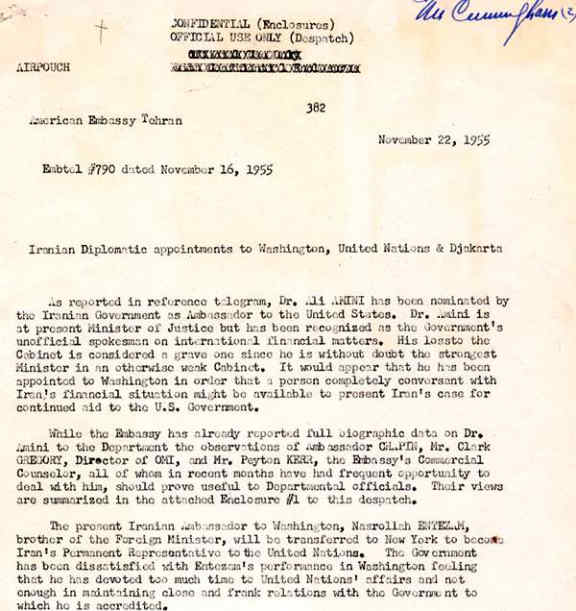 Mr Cunningham (2)
CONFIDENTIAL (Enclosures)
OFFICIAL USE ONLY (Despatch)
AIRPOUCH
382
American Embassy Tehran
November 22, 1955
Embtel #790 dated November 16, 1955
Iranian Diplomatic appointments to Washington, United Nations & Djakarta
As reported in reference telegram, Dr. Ali AMINI has been nominated by
the Iranian Government as Ambassador to the United States. Dr. Amini is
at present Minister of Justice but has been recognized as the Government's
unofficial spokesman on international financial matters. His lossto the
Cabinet is considered a grave one since he is without doubt the strongest
Minister in an otherwise weak Cabinet. It would appear that he has been
appointed to Washington in order that a person completely conversant with
Iran's financial situation might be available to present Iran's case for
continued aid to the U.S. Government.
While the Embassy has already reported full biographic data on Dr.
Amini to the Department the observations of Ambassador CHAPIN, Mr. Clark
GREGORY, Director of OMI, and Mr. Peyton KERR, the Embassy's Commercial
Counselor, all of whom in recent months have had frequent opportunity to
deal with him, should prove useful to Departmental officials. Their views
are summarized in the attached Enclosure #1 to this despatch.
The present Iranian Ambassador to Washington, Nasrollah ENTEZAM,
brother of the Foreign Minister, will be transferred to New York to become
Iran's Permanent Representative to the United Nations. The Government
has been dissatisfied with Entezam's performance in Washington feeling
that he has devoted too much time to United Nations' affairs and not
enough in maintaining close and frank relations with the Government to
which he is accredited.